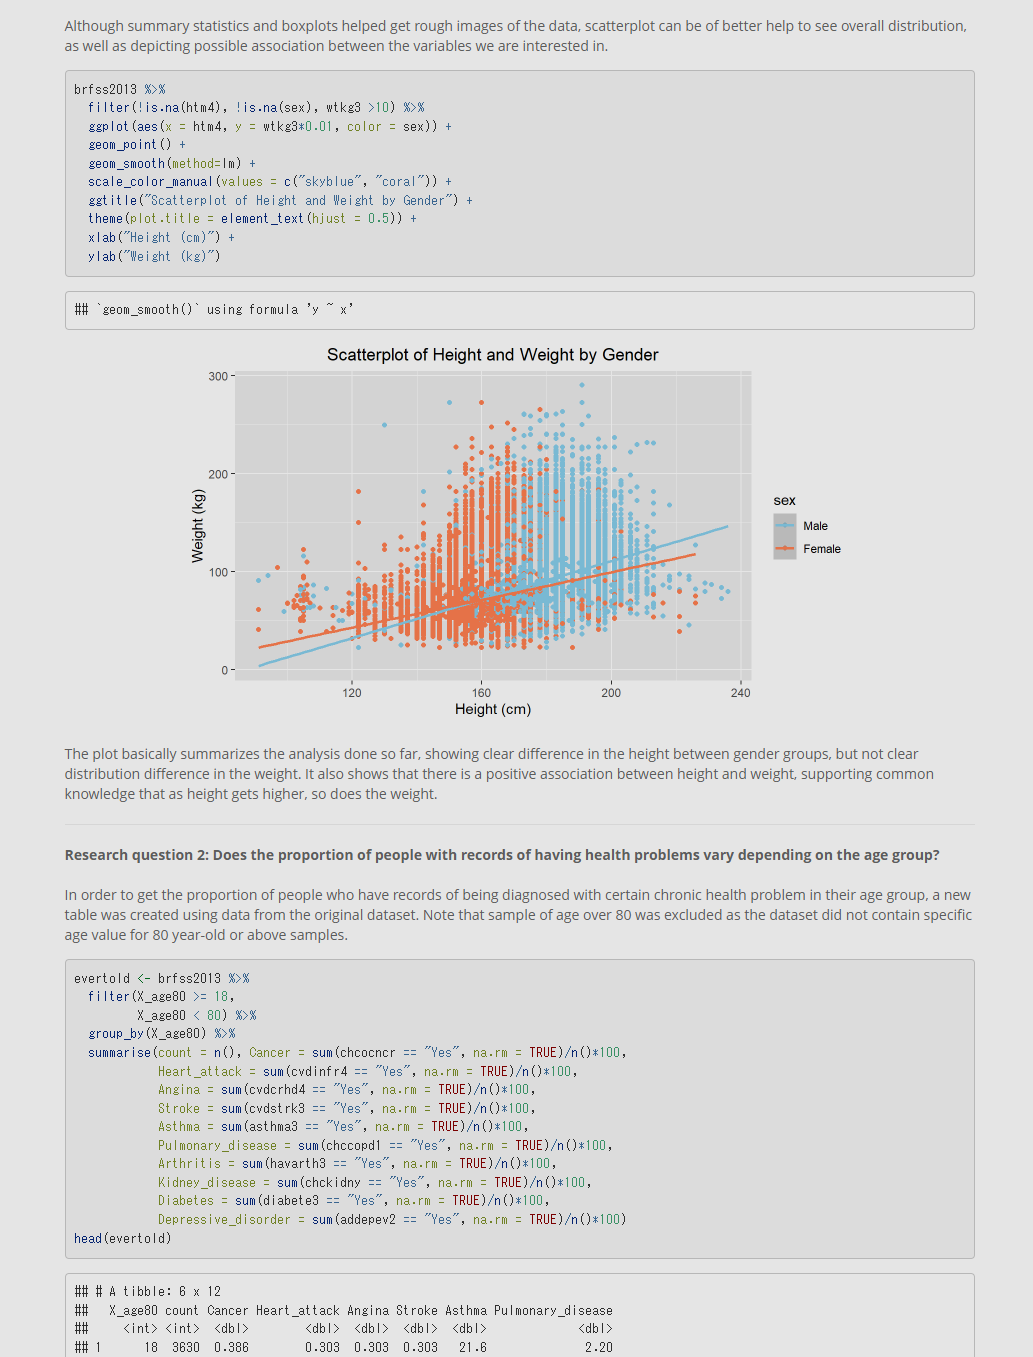 Although summary statistics and boxplots helped get rough images of the data, scatterplot can be of better help to see overall distribution,
as well as depicting possible association between the variables we are interested in.
brfss2013 %>%
filter(!is.na(htm4), !is.na(sex), wtkg3 >10) %>%
ggplot(aes(x = htm4, y = wtkg3*0.01, color = sex)) +
geom_point() +
geom_smooth(method=lm) +
scale_color_manual(values = c("skyblue", "coral")) +
ggtitle("Scatterplot of Height and Weight by Gender") +
theme(plot.title = element_text(hjust = 0.5)) +
xlab("Height (cm)") +
ylab("Weight (kg)")
## `geom_smooth()` using formula 'y ~ x'
Scatterplot of Height and Weight by Gender
300
200
100
0
Weight (kg)
120 160 200 240
Height (cm)
sex
Male
Female
The plot basically summarizes the analysis done so far, showing clear difference in the height between gender groups, but not clear
distribution difference in the weight. It also shows that there is a positive association between height and weight, supporting common
knowledge that as height gets higher, so does the weight.
Research question 2: Does the proportion of people with records of having health problems vary depending on the age group?
In order to get the proportion of people who have records of being diagnosed with certain chronic health problem in their age group, a new
table was created using data from the original dataset. Note that sample of age over 80 was excluded as the dataset did not contain specific
age value for 80 year-old or above samples.
evertold <- brfss2013 %>%
filter(X_age80 >= 18,
X_age80 < 80) %>%
group_by(X_age80) %>%
summarise(count = n(), Cancer = sum(chcocncr == "Yes", na.rm = TRUE)/n()*100,
Heart_attack = sum(cvdinfr4 == "Yes", na.rm = TRUE)/n()*100,
Angina = sum(cvdcrhd4 == "Yes", na.rm = TRUE)/n()*100,
Stroke = sum(cvdstrk3 == "Yes", na.rm = TRUE)/n()*100,
Asthma = sum(asthma3 == "Yes", na.rm = TRUE)/n()*100,
Pulmonary_disease = sum(chccopd1 == "Yes", na.rm = TRUE)/n()*100,
Arthritis = sum(havarth3 == "Yes", na.rm = TRUE)/n()*100,
Kidney_disease = sum(chckidny == "Yes", na.rm = TRUE)/n()*100,
Diabetes = sum(diabete3 == "Yes", na.rm = TRUE)/n()*100,
Depressive_disorder = sum(addepev2 == "Yes", na.rm = TRUE)/n()*100)
head(evertold)
## # A tibble: 6 x 12
## X_age80 count Cancer Heart_attack Angina Stroke Asthma Pulmonary_disease
## <int> <int> <dbl> <dbl> <dbl> <dbl> <dbl> <dbl>
## 1 18 3630 0.386 0.303 0.303 0.303 21.6 2.20